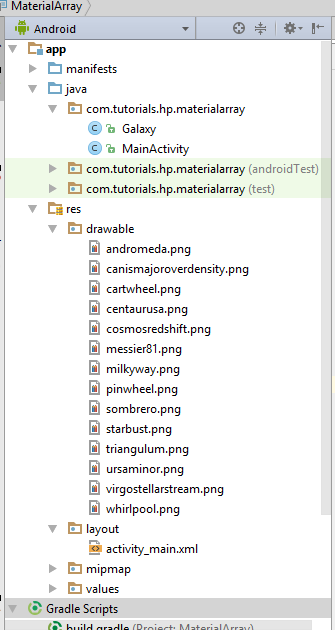 MaterialArray
Android
app
manifests
java
com.tutorials.hp.materialarray
Galaxy
MainActivity
com.tutorials.hp.materialarray (androidTest)
com.tutorials.hp.materialarray (test)
res
drawable
andromeda.png
canismajoroverdensity.png
cartwheel.png
centaurusa.png
cosmosredshift.png
messier81.png
milkyway.png
pinwheel.png
sombrero.png
starbust.png
triangulum.png
ursaminor.png
virgostellarstream.png
whirlpool.png
layout
activity_main.xml
mipmap
values
Gradle Scripts
build.gradle (Project: MaterialArray)